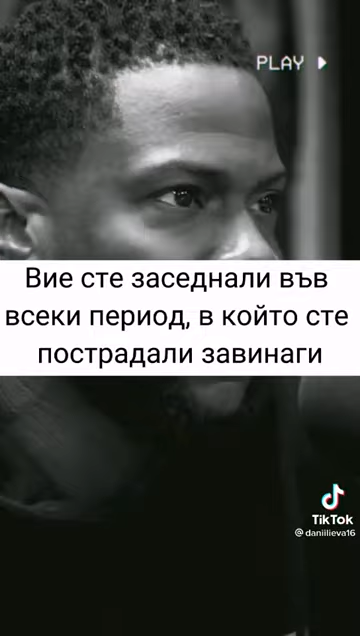 PLAY
Вие сте заседнали във
всеки период, в който сте
пострадали завинаги
TikTok
@daniilieva16